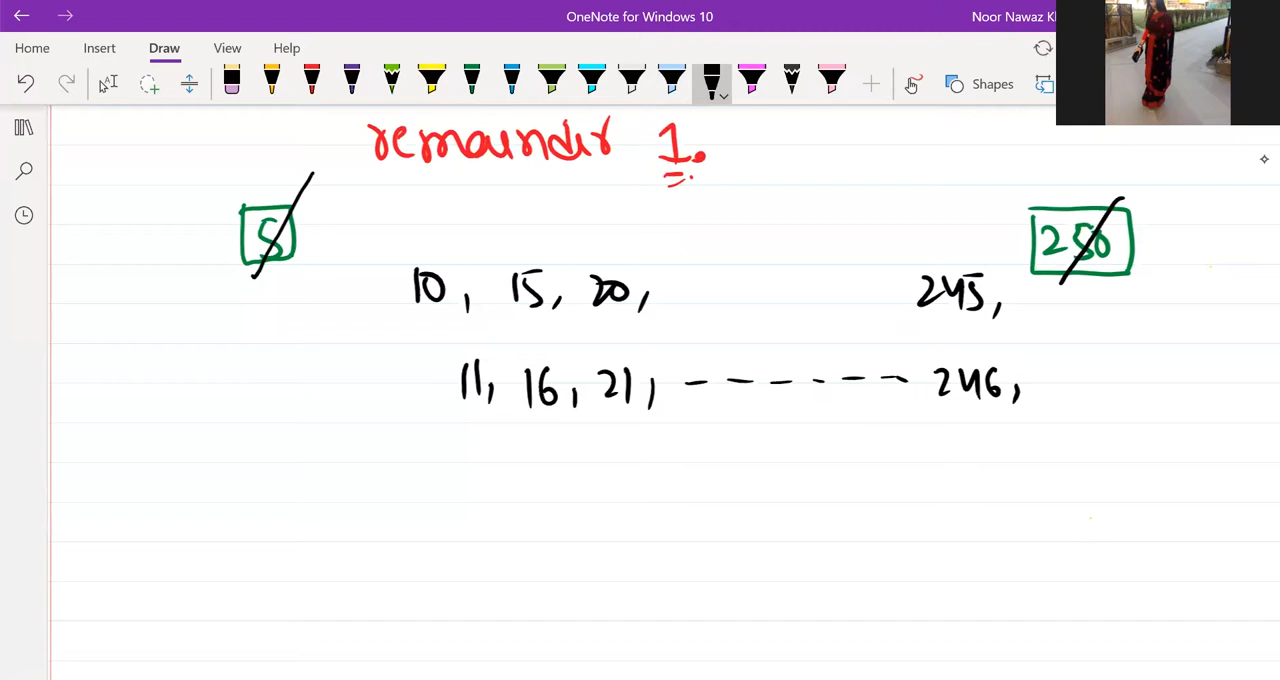 OneNote for Windows 10
Noor Nawaz Kh
Home Insert Draw View Help
Shapes
remainder 1.
5 250
10, 15, 20, 245,
11, 16, 21, - - - - - - 246,